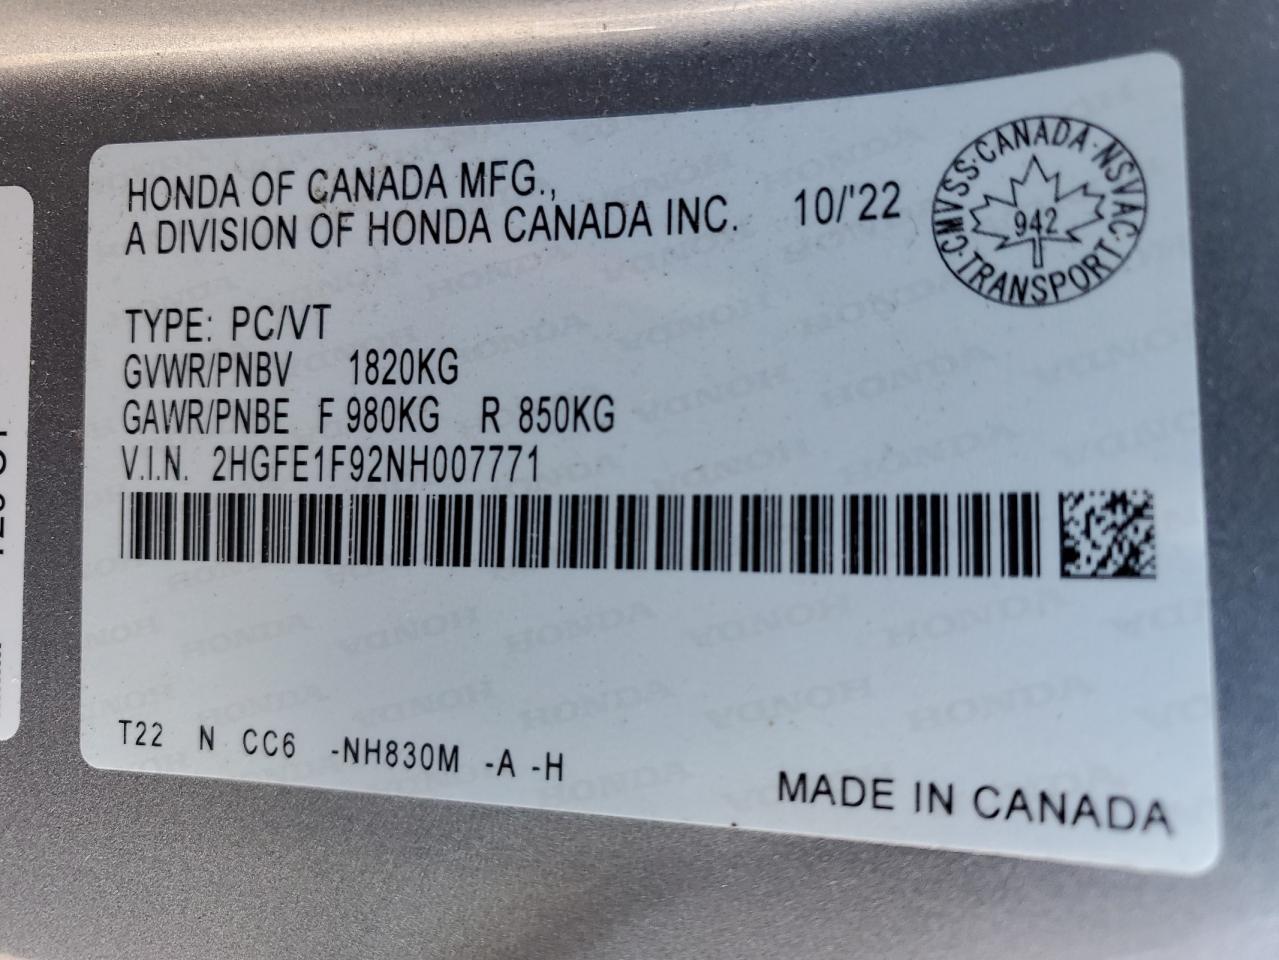 HONDA OF CANADA MFG.,
A DIVISION OF HONDA CANADA INC.
10/'22
CMVSS·CANADA·NSVAC·TRANSPORT·
942
TYPE: PC/VT
GVWR/PNBV 1820KG
GAWR/PNBE F 980KG R 850KG
V.I.N. 2HGFE1F92NH007771
T22 N CC6 -NH830M -A -H
MADE IN CANADA